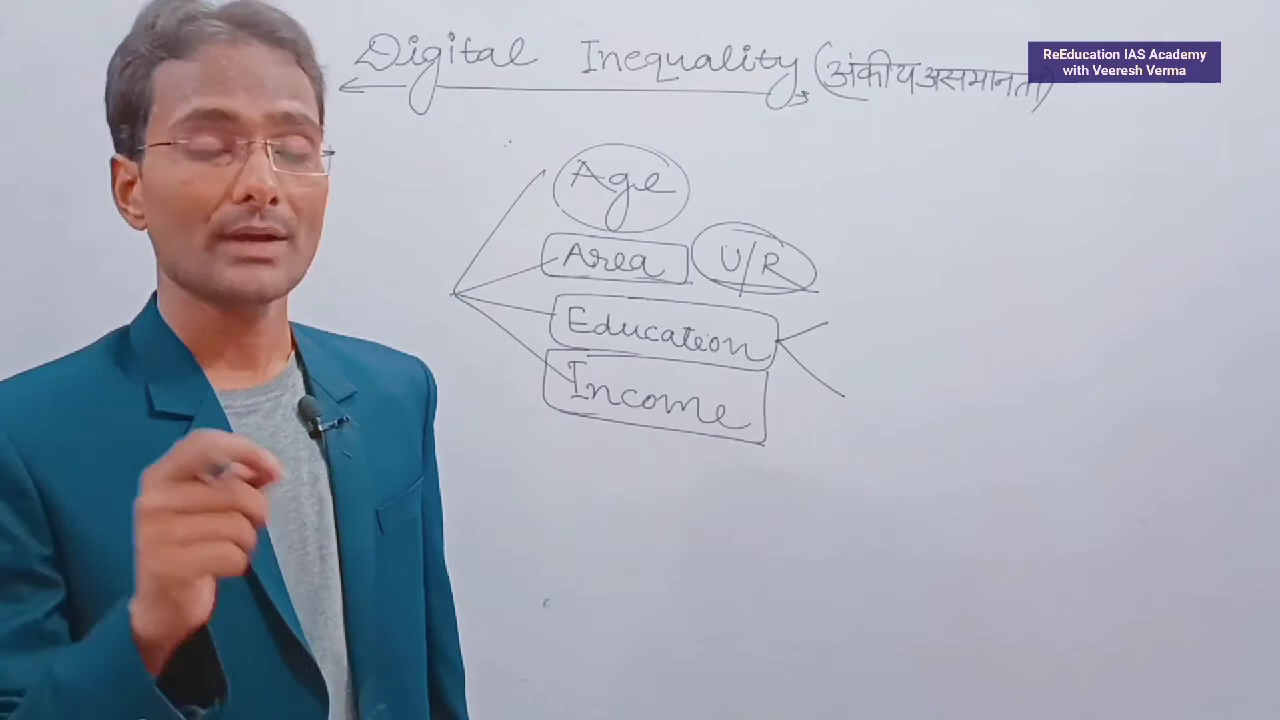 Digital Inequality (अंकीय असमानता)
ReEducation IAS Academy
with Veeresh Verma
Age
Area U/R
Education
Income